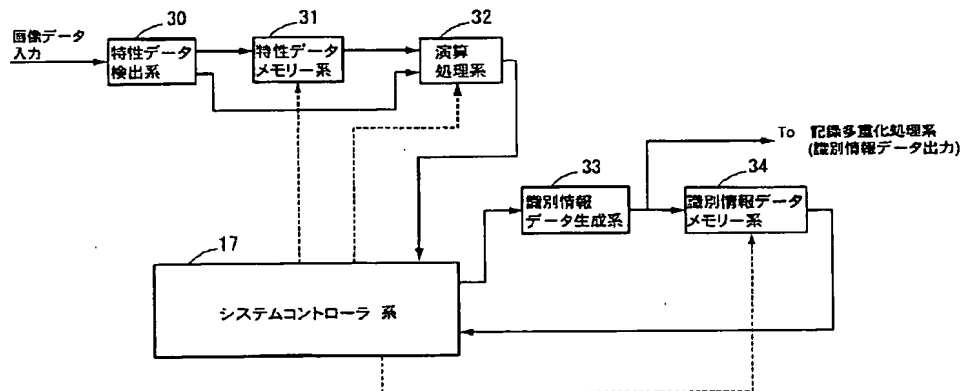 画像データ
入力
30
特性データ
検出系
31
特性データ
メモリー系
32
演算
処理系
To 記録多重化処理系
(識別情報データ出力)
33
識別情報
データ生成系
34
識別情報データ
メモリー系
17
システムコントローラ 系